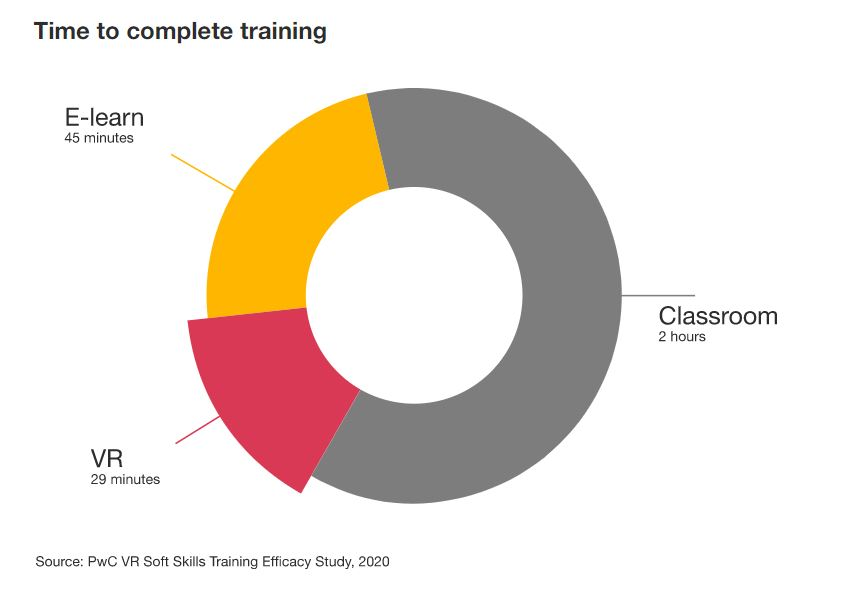 Time to complete training
E-learn
45 minutes
Classroom
2 hours
VR
29 minutes
Source: PwC VR Soft Skills Training Efficacy Study, 2020